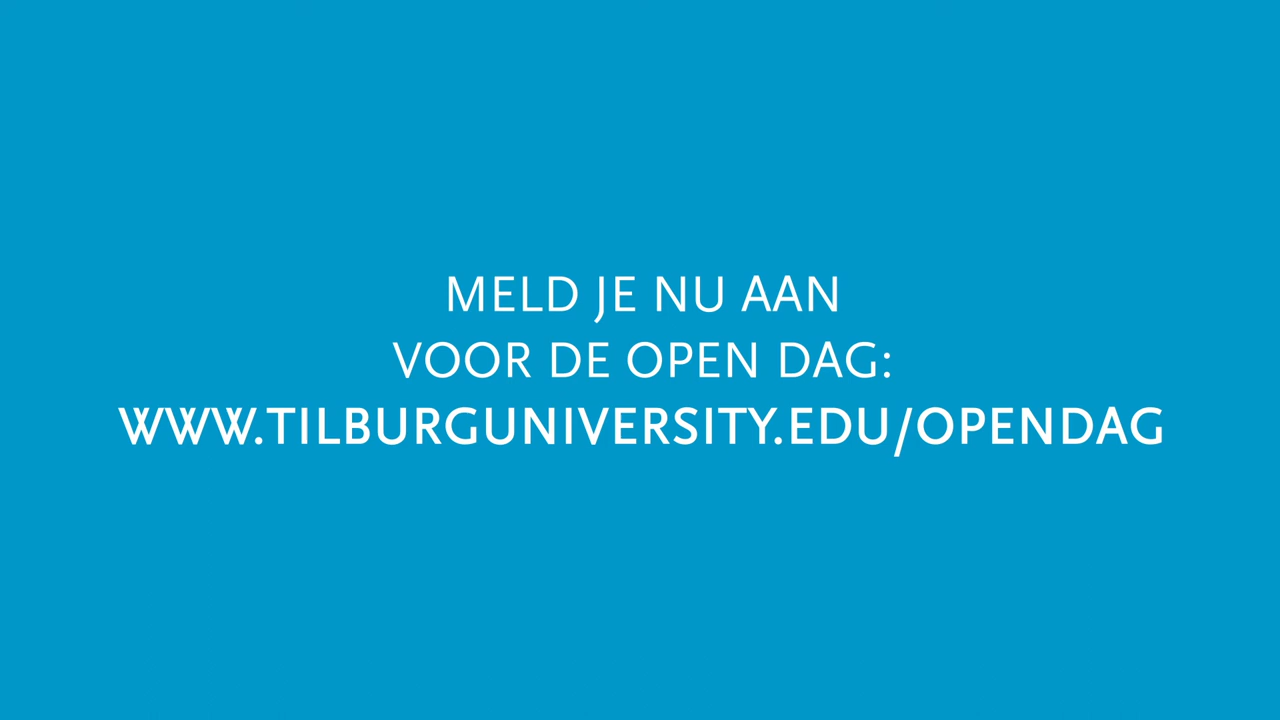 MELD JE NU AAN
VOOR DE OPEN DAG:
WWW.TILBURGUNIVERSITY.EDU/OPENDAG